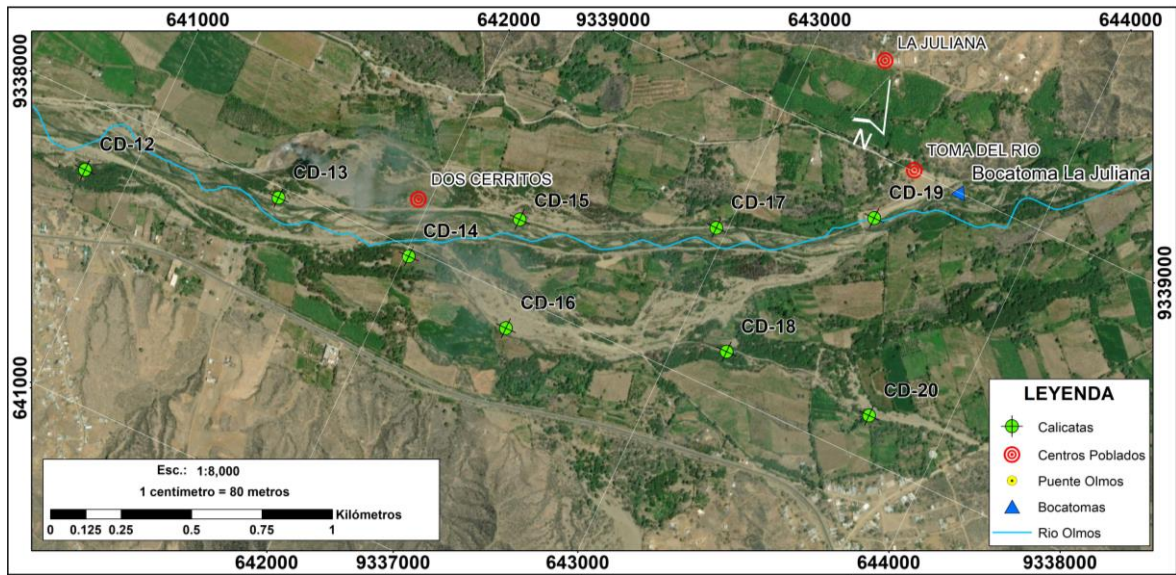 641000
642000
9339000
643000
644000
9338000
LA JULIANA
N
CD-12
TOMA DEL RIO
CD-13
DOS CERRITOS
Bocatoma La Juliana
CD-19
CD-15
CD-17
CD-14
CD-16
CD-18
9339000
641000
CD-20
LEYENDA
Calicatas
Centros Poblados
Puente Olmos
Bocatomas
Rio Olmos
Esc.: 1:8,000
1 centímetro = 80 metros
Kilómetros
0 0.125 0.25 0.5 0.75 1
642000
9337000
643000
644000
9338000